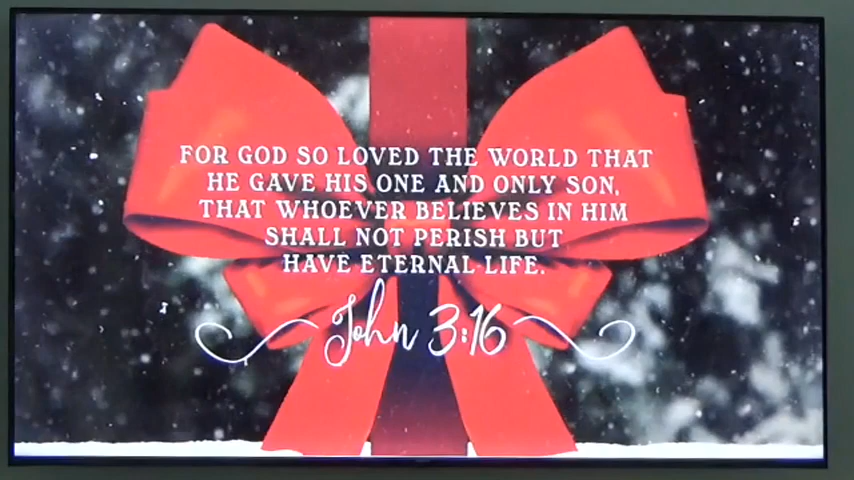 FOR GOD SO LOVED THE WORLD THAT
HE GAVE HIS ONE AND ONLY SON,
THAT WHOEVER BELIEVES IN HIM
SHALL NOT PERISH BUT
HAVE ETERNAL LIFE.
John 3:16